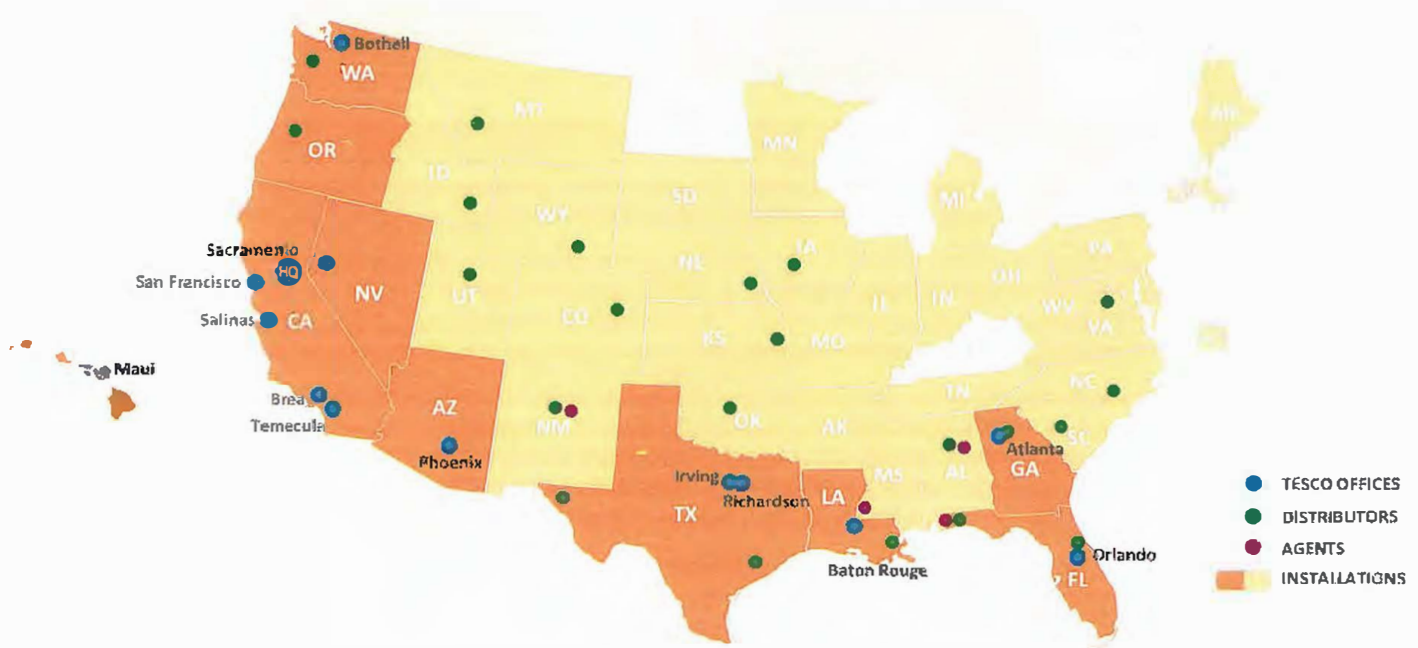 Bothell
WA
MT
ME
MN
OR
ID
SD
MI
WY
Sacramento
HQ
IA
PA
NE
San Francisco
NV
UT
IL
IN
OH
WV
Salinas
CA
CO
VA
KS
MO
Maui
NC
TN
Brea
AZ
OK
AK
SC
Temecula
NM
Phoenix
Atlanta
GA
Irving
MS
AL
Richardson
LA
TX
TESCO OFFICES
DISTRIBUTORS
AGENTS
INSTALLATIONS
Baton Rouge
Orlando
FL